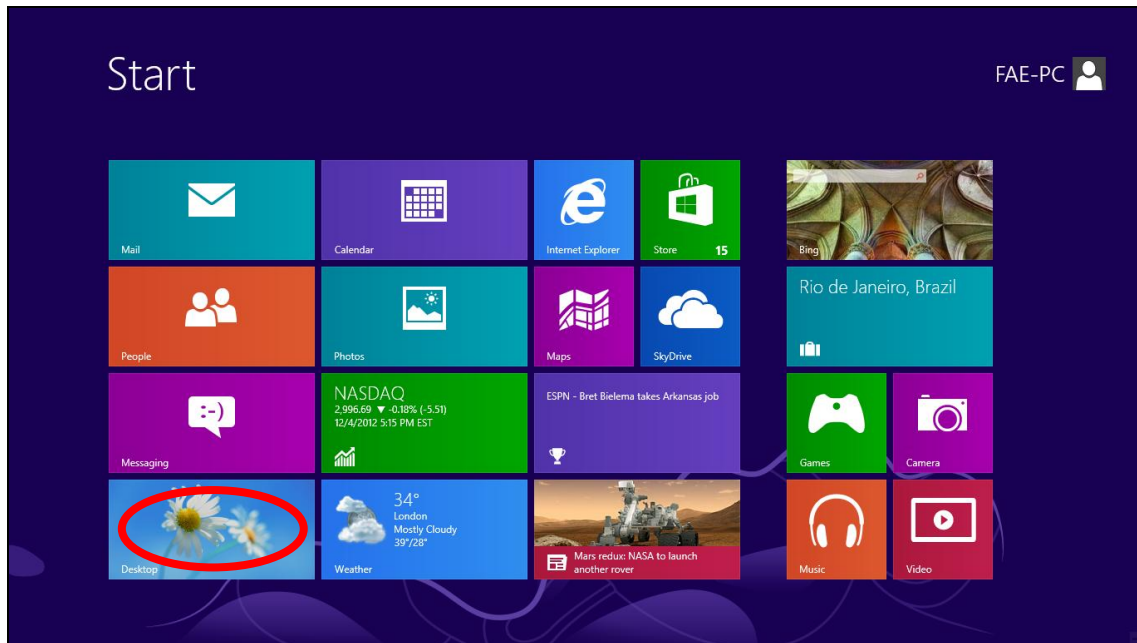 Start
FAE-PC
Mail
Calendar
Internet Explorer
Store 15
Bing
People
Photos
Maps
SkyDrive
Rio de Janeiro, Brazil
Messaging
NASDAQ
2,996.69 ▼ -0.18% (-5.51)
12/4/2012 5:15 PM EST
ESPN - Bret Bielema takes Arkansas job
Games
Camera
Desktop
34°
London
Mostly Cloudy
39°/28°
Weather
Mars redux: NASA to launch
another rover
Music
Video